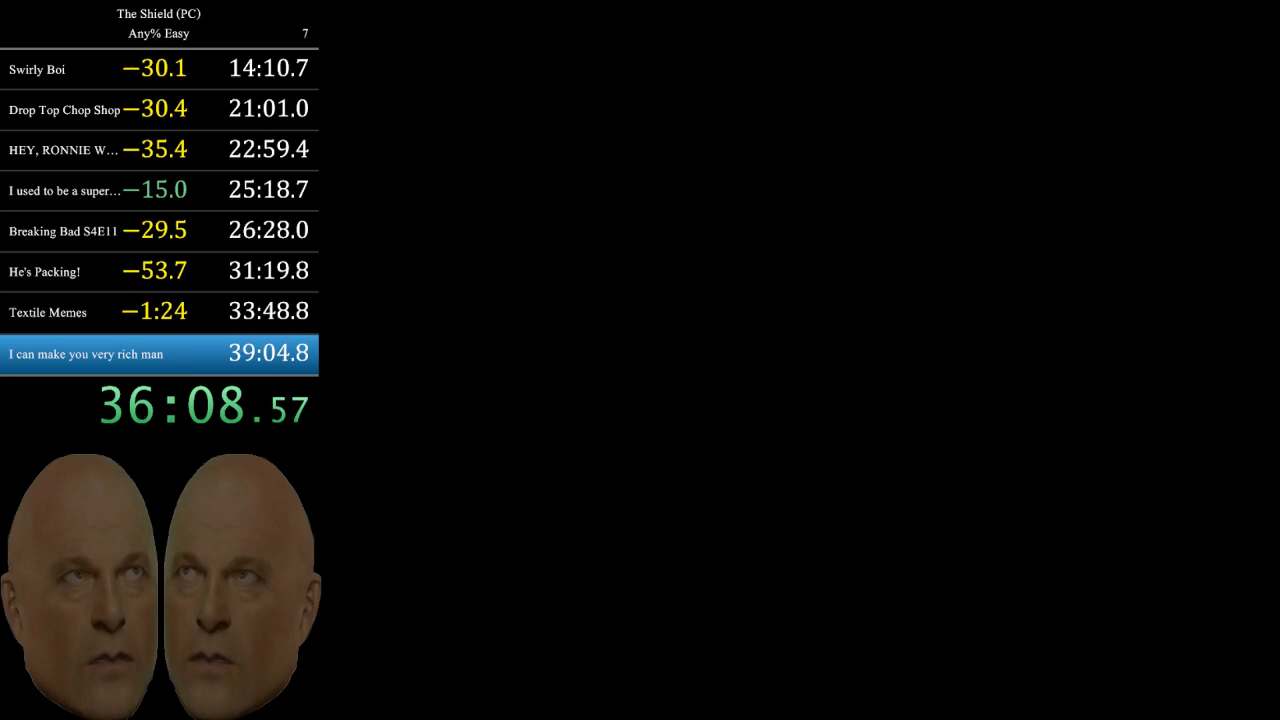 The Shield (PC)
Any% Easy 7
Swirly Boi −30.1 14:10.7
Drop Top Chop Shop −30.4 21:01.0
HEY, RONNIE W... −35.4 22:59.4
I used to be a super... −15.0 25:18.7
Breaking Bad S4E11 −29.5 26:28.0
He's Packing! −53.7 31:19.8
Textile Memes −1:24 33:48.8
I can make you very rich man 39:04.8
36:08.57